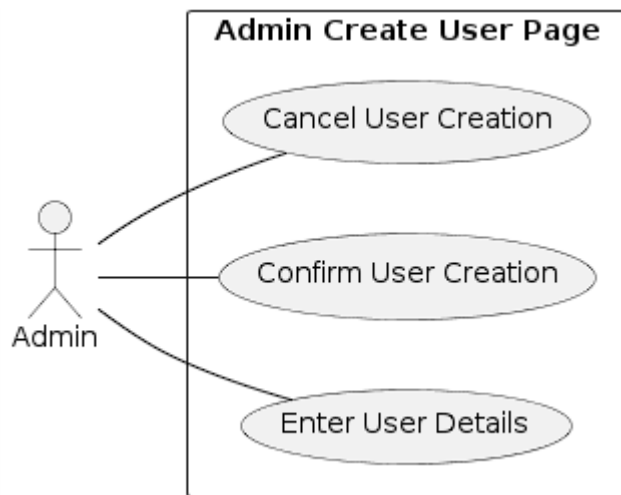 Admin Create User Page
Cancel User Creation
Confirm User Creation
Admin
Enter User Details